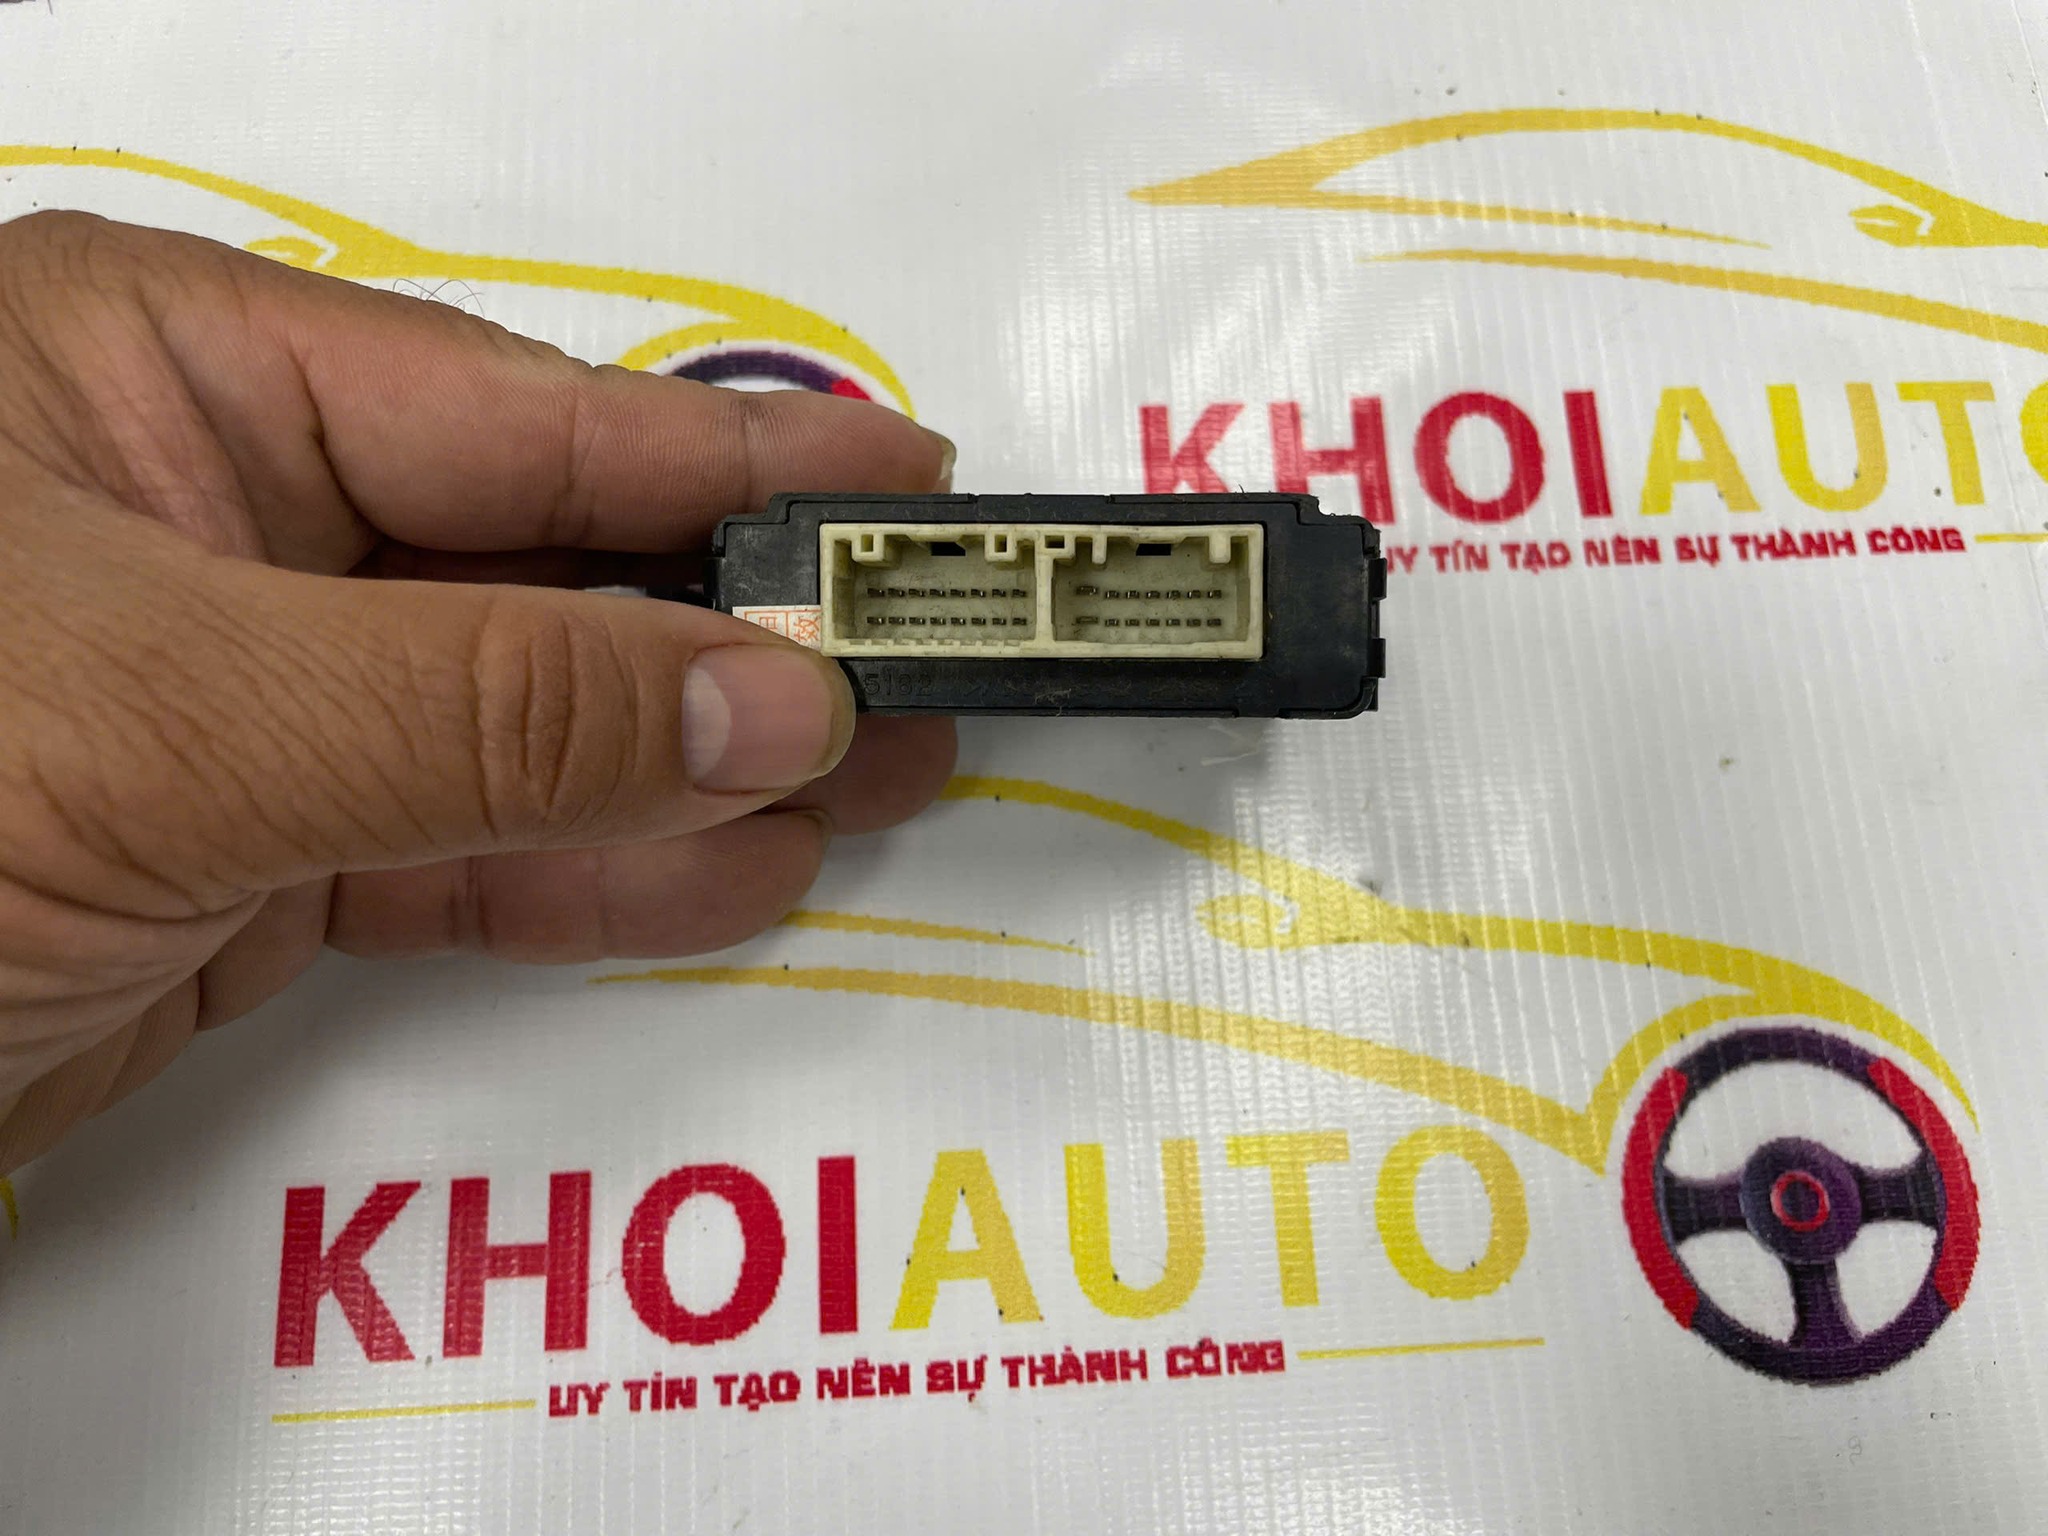 KHOIAUTO
UY TÍN TẠO NÊN SỰ THÀNH CÔNG
KHOIAUTO
UY TÍN TẠO NÊN SỰ THÀNH CÔNG